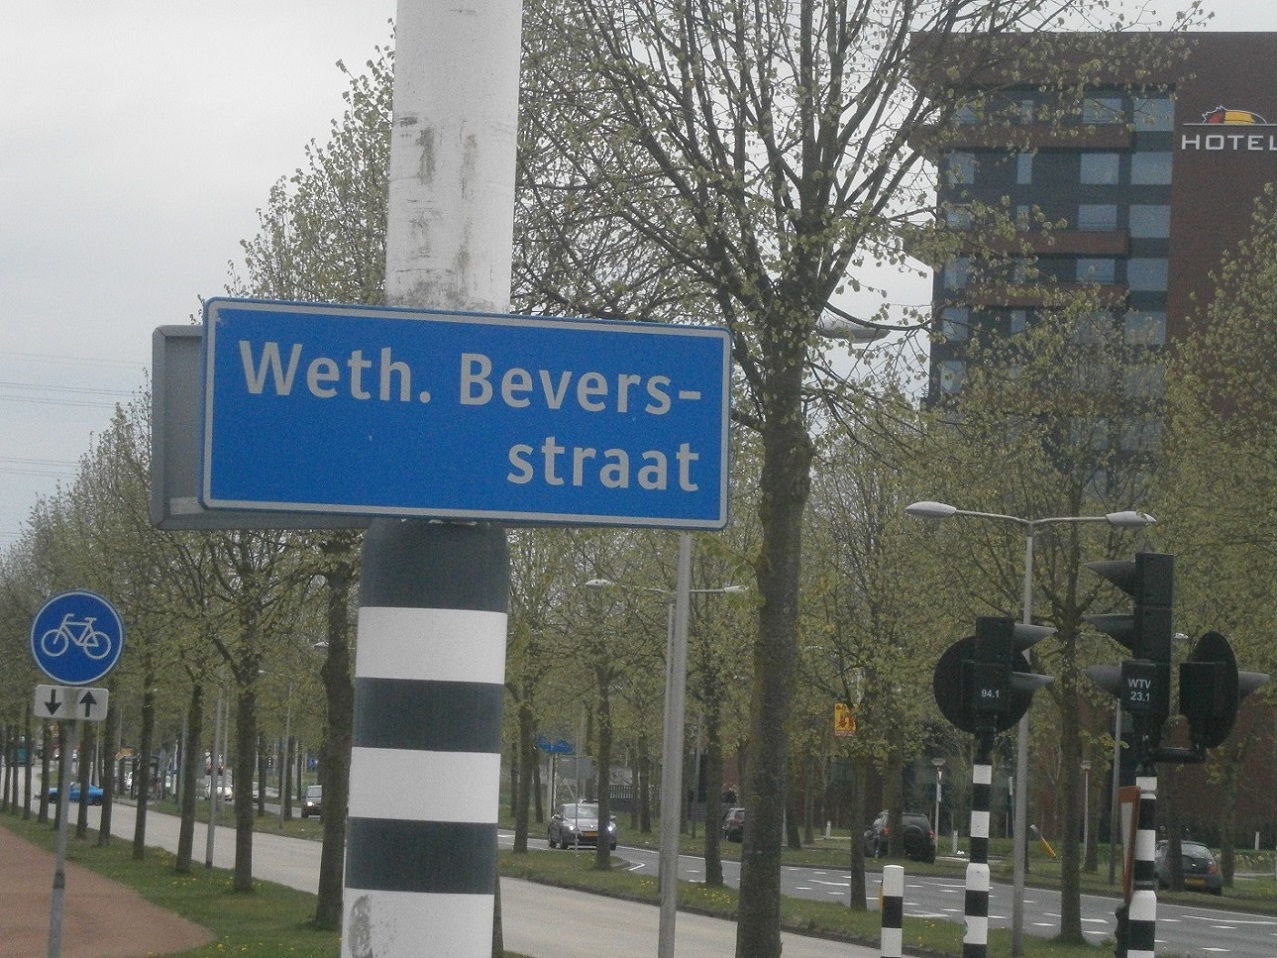 Weth. Bevers-
straat
HOTEL
94.1
WTV
23.1